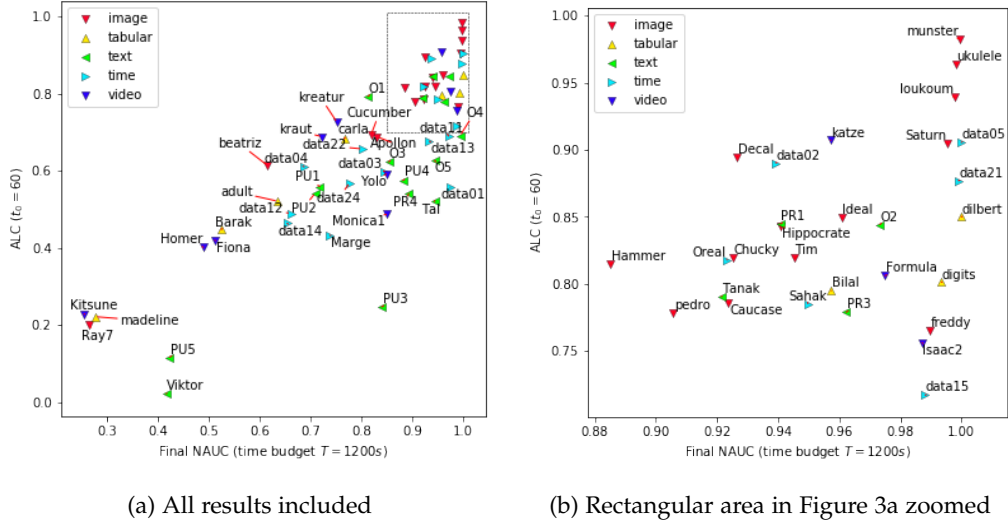 image
tabular
text
time
video
O1
kreatur
Cucumber
O4
kraut
carla
data11
beatriz
data22
Apollon
data13
data04
data03
O3
O5
PU1
Yolo
PU4
adult
data24
data01
data12
PU2
PR4
Tal
Barak
Monica1
data14
Homer
Fiona
Marge
PU3
Kitsune
madeline
Ray7
PU5
Viktor
1.0
0.8
0.6
0.4
0.2
0.0
ALC (t₀ = 60)
0.3 0.4 0.5 0.6 0.7 0.8 0.9 1.0
Final NAUC (time budget T = 1200s)
(a) All results included
image
tabular
text
time
video
munster
ukulele
loukoum
Saturn
data05
katze
Decal
data02
data21
dilbert
PR1
Ideal
O2
Hippocrate
Hammer
Oreal
Chucky
Tim
Formula
digits
Tanak
Bilal
Sahak
pedro
Caucase
PR3
freddy
Isaac2
data15
1.00
0.95
0.90
0.85
0.80
0.75
ALC (t₀ = 60)
0.88 0.90 0.92 0.94 0.96 0.98 1.00
Final NAUC (time budget T = 1200s)
(b) Rectangular area in Figure 3a zoomed